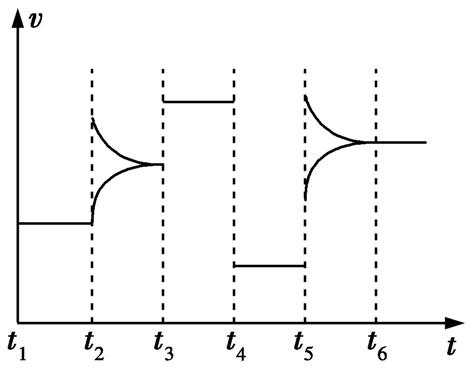 v
t₁ t₂ t₃ t₄ t₅ t₆ t